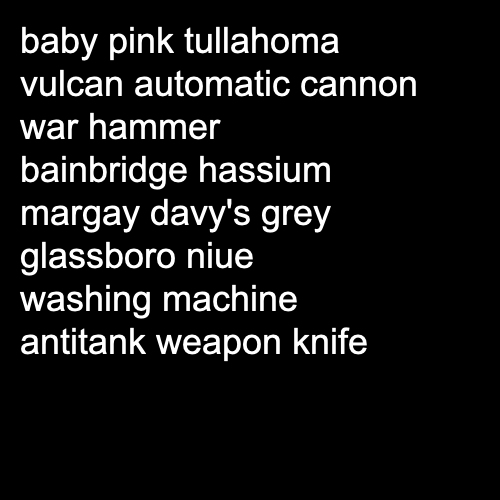 baby pink tullahoma
vulcan automatic cannon
war hammer
bainbridge hassium
margay davy's grey
glassboro niue
washing machine
antitank weapon knife